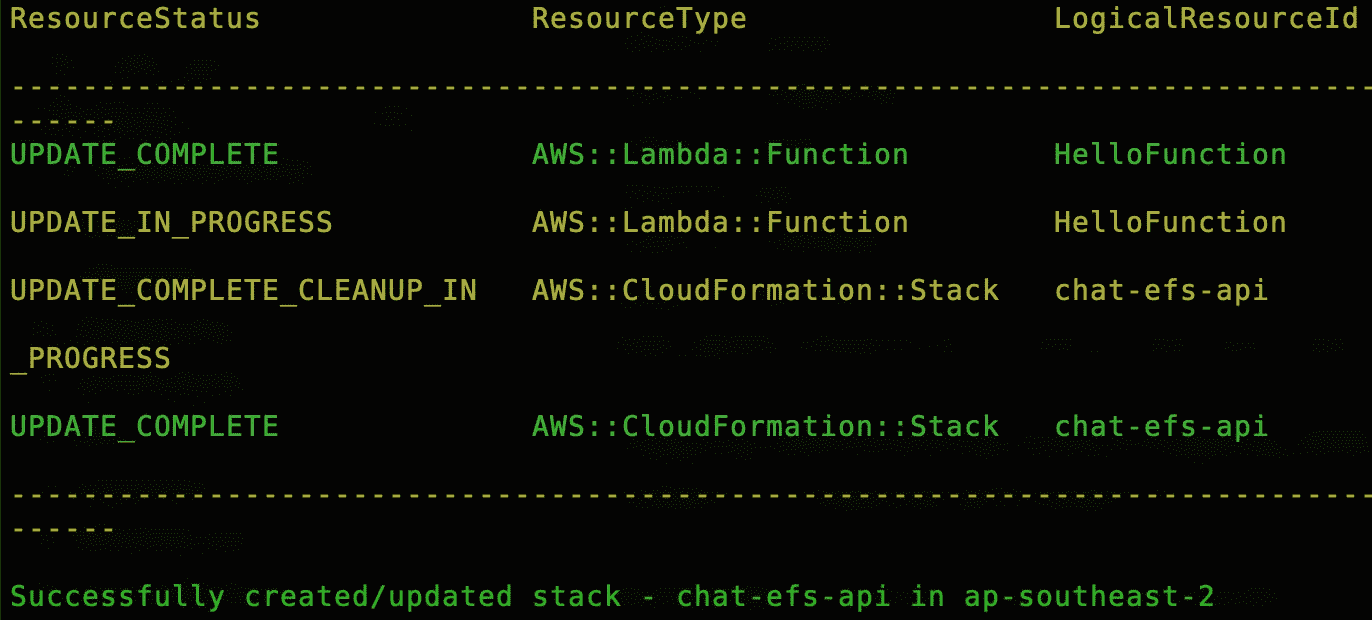 ResourceStatus ResourceType LogicalResourceId
----------------------------------------------------------------------------
------
UPDATE_COMPLETE AWS::Lambda::Function HelloFunction
UPDATE_IN_PROGRESS AWS::Lambda::Function HelloFunction
UPDATE_COMPLETE_CLEANUP_IN AWS::CloudFormation::Stack chat-efs-api
_PROGRESS
UPDATE_COMPLETE AWS::CloudFormation::Stack chat-efs-api
----------------------------------------------------------------------------
------
Successfully created/updated stack - chat-efs-api in ap-southeast-2